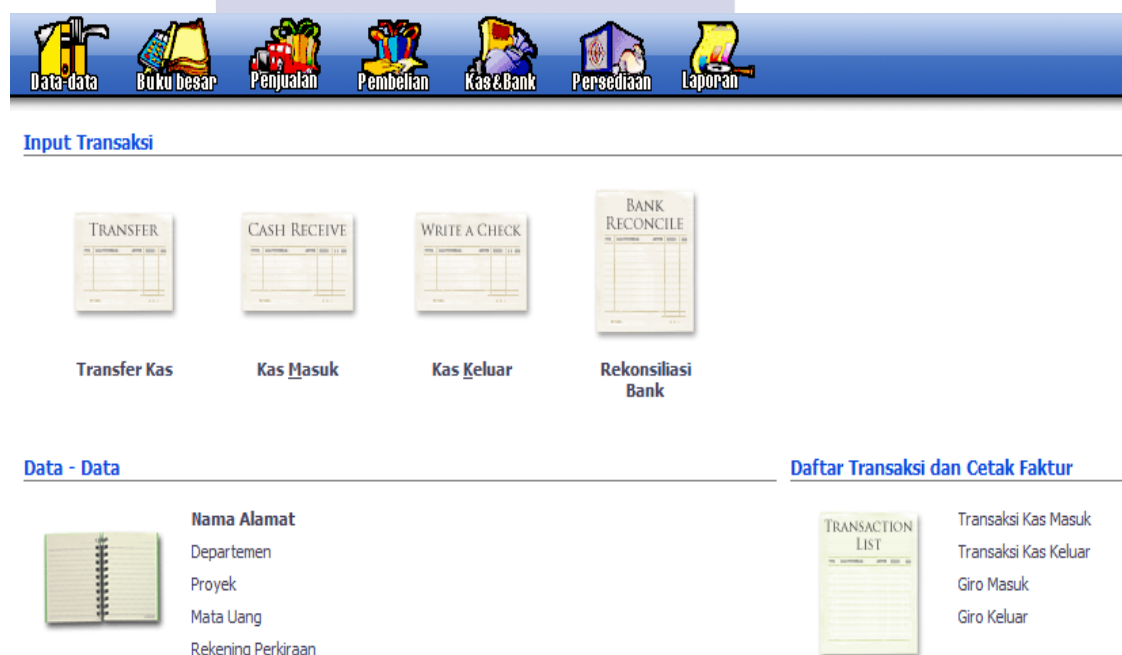 Data-data
Buku besar
Penjualan
Pembelian
Kas&Bank
Persediaan
Laporan
Input Transaksi
TRANSFER
CASH RECEIVE
WRITE A CHECK
BANK
RECONCILE
Transfer Kas
Kas Masuk
Kas Keluar
Rekonsiliasi
Bank
Data - Data
Nama Alamat
Departemen
Proyek
Mata Uang
Rekening Perkiraan
Daftar Transaksi dan Cetak Faktur
TRANSACTION
LIST
Transaksi Kas Masuk
Transaksi Kas Keluar
Giro Masuk
Giro Keluar